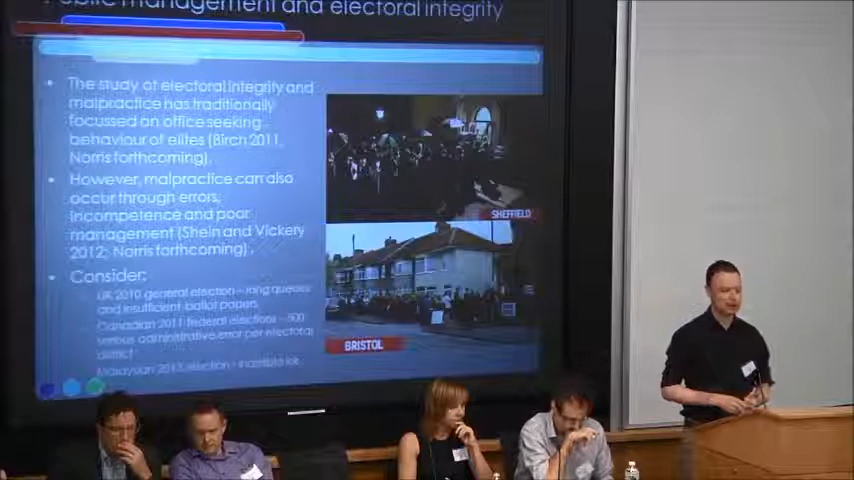 Public management and electoral integrity
The study of electoral integrity and
malpractice has traditionally
focussed on office seeking
behaviour of elites (Birch 2011,
Norris forthcoming).
However, malpractice can also
occur through errors,
incompetence and poor
management (Shein and Vickery
2012; Norris forthcoming).
Consider:
UK 2010 general election – long queues
and insufficient ballot papers.
Canadian 2011 federal elections – 500
serious administrative error per electoral
district
Malaysian 2013 election –
SHEFFIELD
BRISTOL